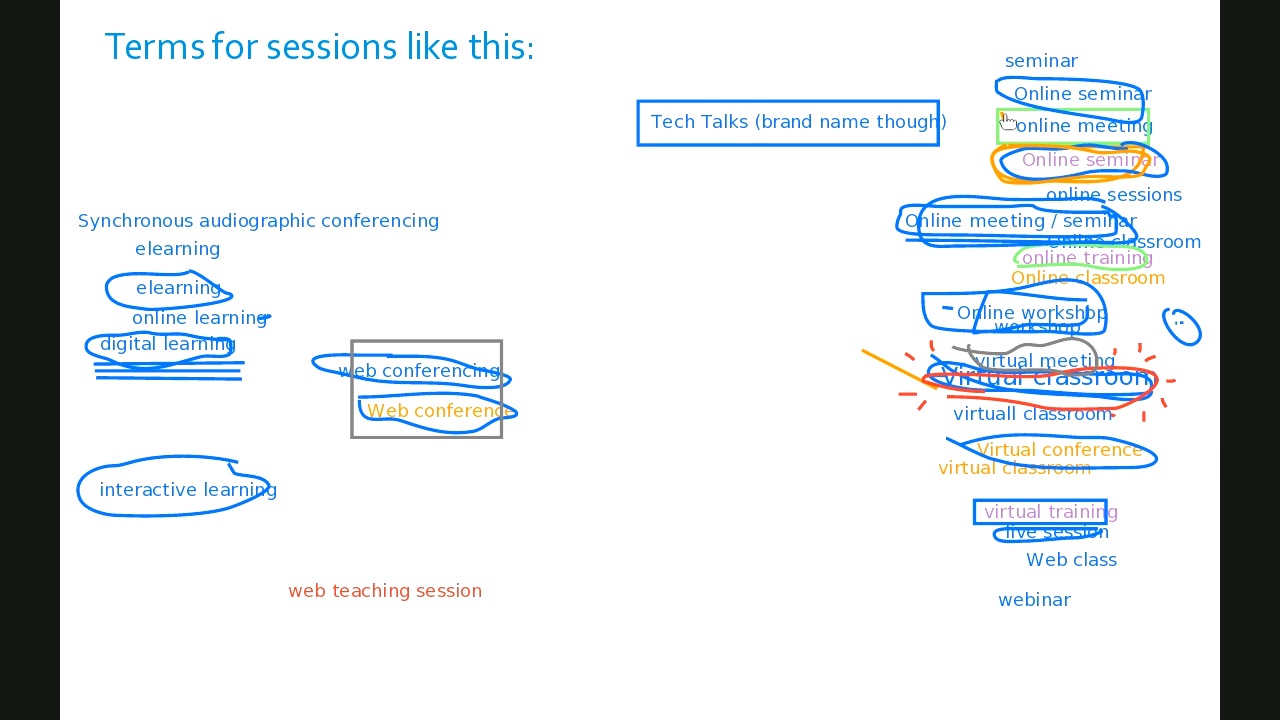 Terms for sessions like this:
seminar
Online seminar
Tech Talks (brand name though)
online meeting
Online seminar
online sessions
Synchronous audiographic conferencing
Online meeting / seminar
Online classroom
elearning
online training
Online classroom
elearning
online learning
Online workshop
workshop
digital learning
virtual meeting
web conferencing
Virtual classroom
Web conference
virtuall classroom
Virtual conference
virtual classroom
interactive learning
virtual training
live session
Web class
web teaching session
webinar